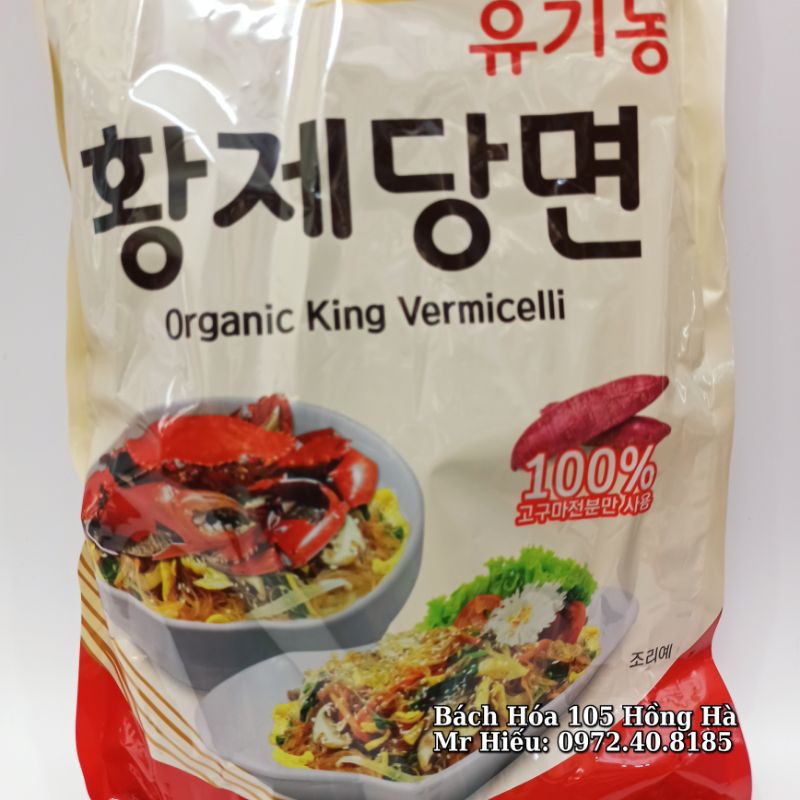 유기농
황제당면
Organic King Vermicelli
100%
고구마전분만 사용
조리예
Bách Hóa 105 Hồng Hà
Mr Hiếu: 0972.40.8185